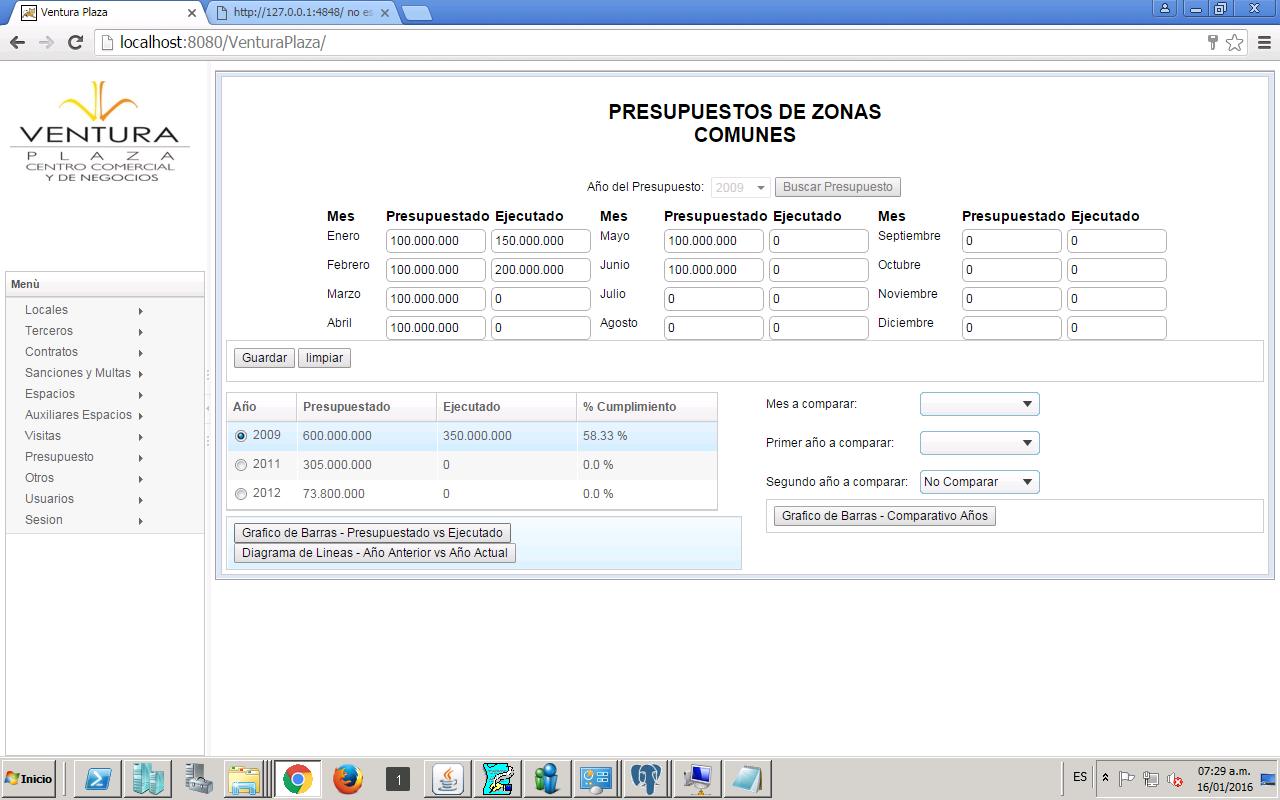 Ventura Plaza
http://127.0.0.1:4848/ no es
localhost:8080/VenturaPlaza/
VENTURA
PLAZA
CENTRO COMERCIAL
Y DE NEGOCIOS
Menù
Locales
Terceros
Contratos
Sanciones y Multas
Espacios
Auxiliares Espacios
Visitas
Presupuesto
Otros
Usuarios
Sesion
PRESUPUESTOS DE ZONAS
COMUNES
Año del Presupuesto: 2009 Buscar Presupuesto
Mes Presupuestado Ejecutado Mes Presupuestado Ejecutado Mes Presupuestado Ejecutado
Enero 100.000.000 150.000.000 Mayo 100.000.000 0 Septiembre 0 0
Febrero 100.000.000 200.000.000 Junio 100.000.000 0 Octubre 0 0
Marzo 100.000.000 0 Julio 0 0 Noviembre 0 0
Abril 100.000.000 0 Agosto 0 0 Diciembre 0 0
Guardar limpiar
Año Presupuestado Ejecutado % Cumplimiento
2009 600.000.000 350.000.000 58.33 %
2011 305.000.000 0 0.0 %
2012 73.800.000 0 0.0 %
Grafico de Barras - Presupuestado vs Ejecutado
Diagrama de Lineas - Año Anterior vs Año Actual
Mes a comparar:
Primer año a comparar:
Segundo año a comparar: No Comparar
Grafico de Barras - Comparativo Años
Inicio
1
ES
07:29 a.m.
16/01/2016